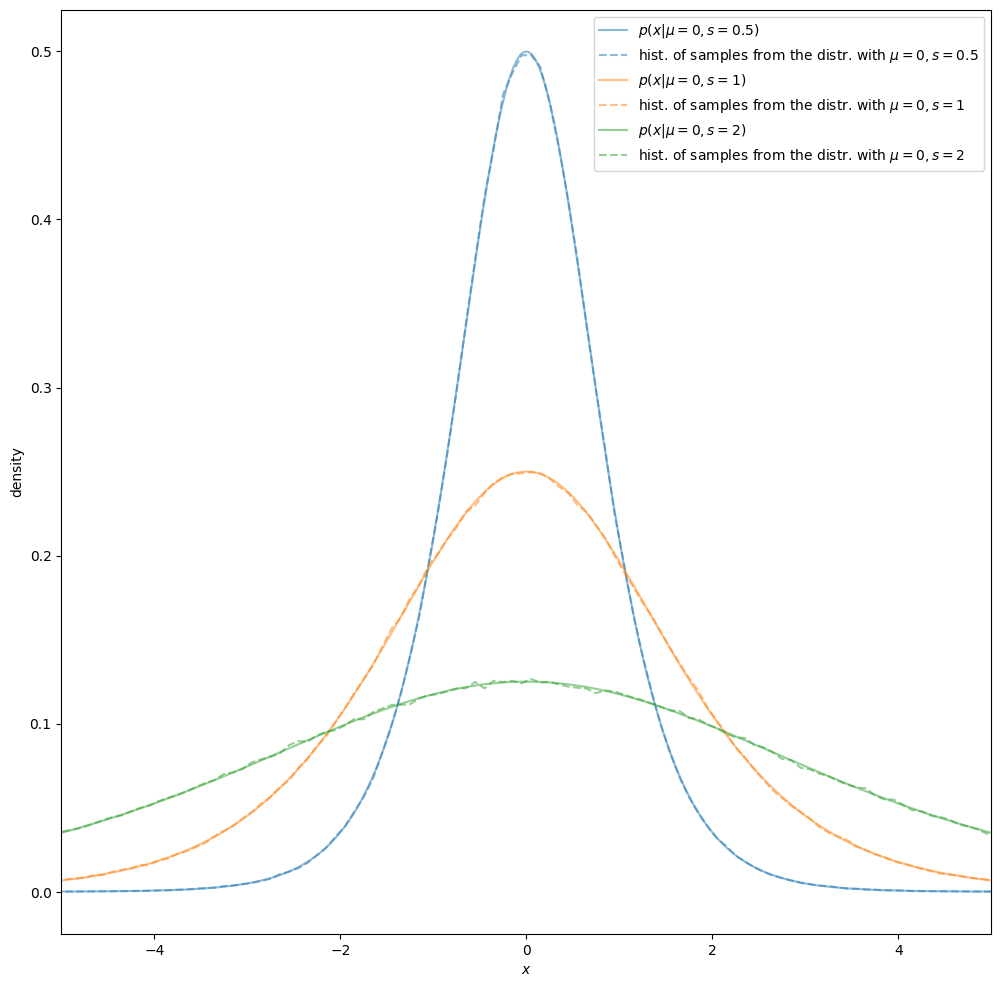 p(x|μ = 0, s = 0.5)
hist. of samples from the distr. with μ = 0, s = 0.5
p(x|μ = 0, s = 1)
hist. of samples from the distr. with μ = 0, s = 1
p(x|μ = 0, s = 2)
hist. of samples from the distr. with μ = 0, s = 2
0.5
0.4
0.3
0.2
0.1
0.0
density
−4
−2
0
2
4
x